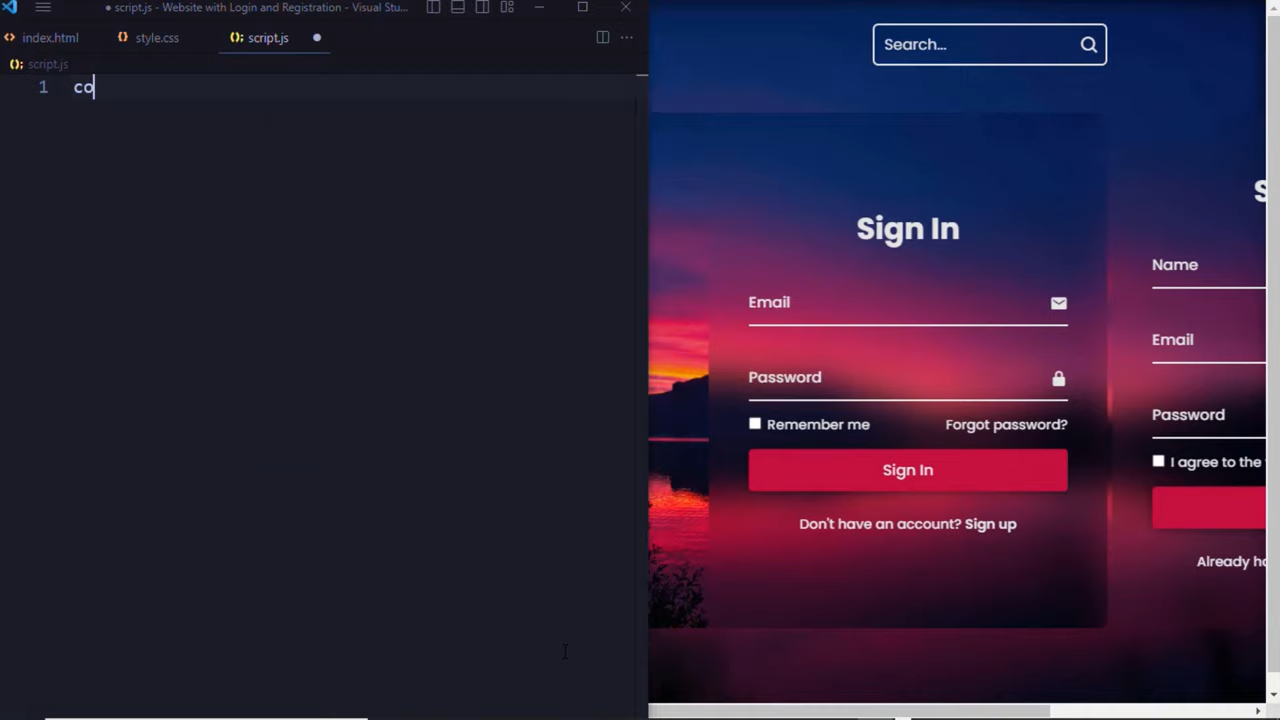 script.js - Website with Login and Registration - Visual Stu...
index.html
style.css
script.js
script.js
1 co
Search...
Sign In
Email
Password
Remember me Forgot password?
Sign In
Don't have an account? Sign up
S
Name
Email
Password
I agree to the
Already ha